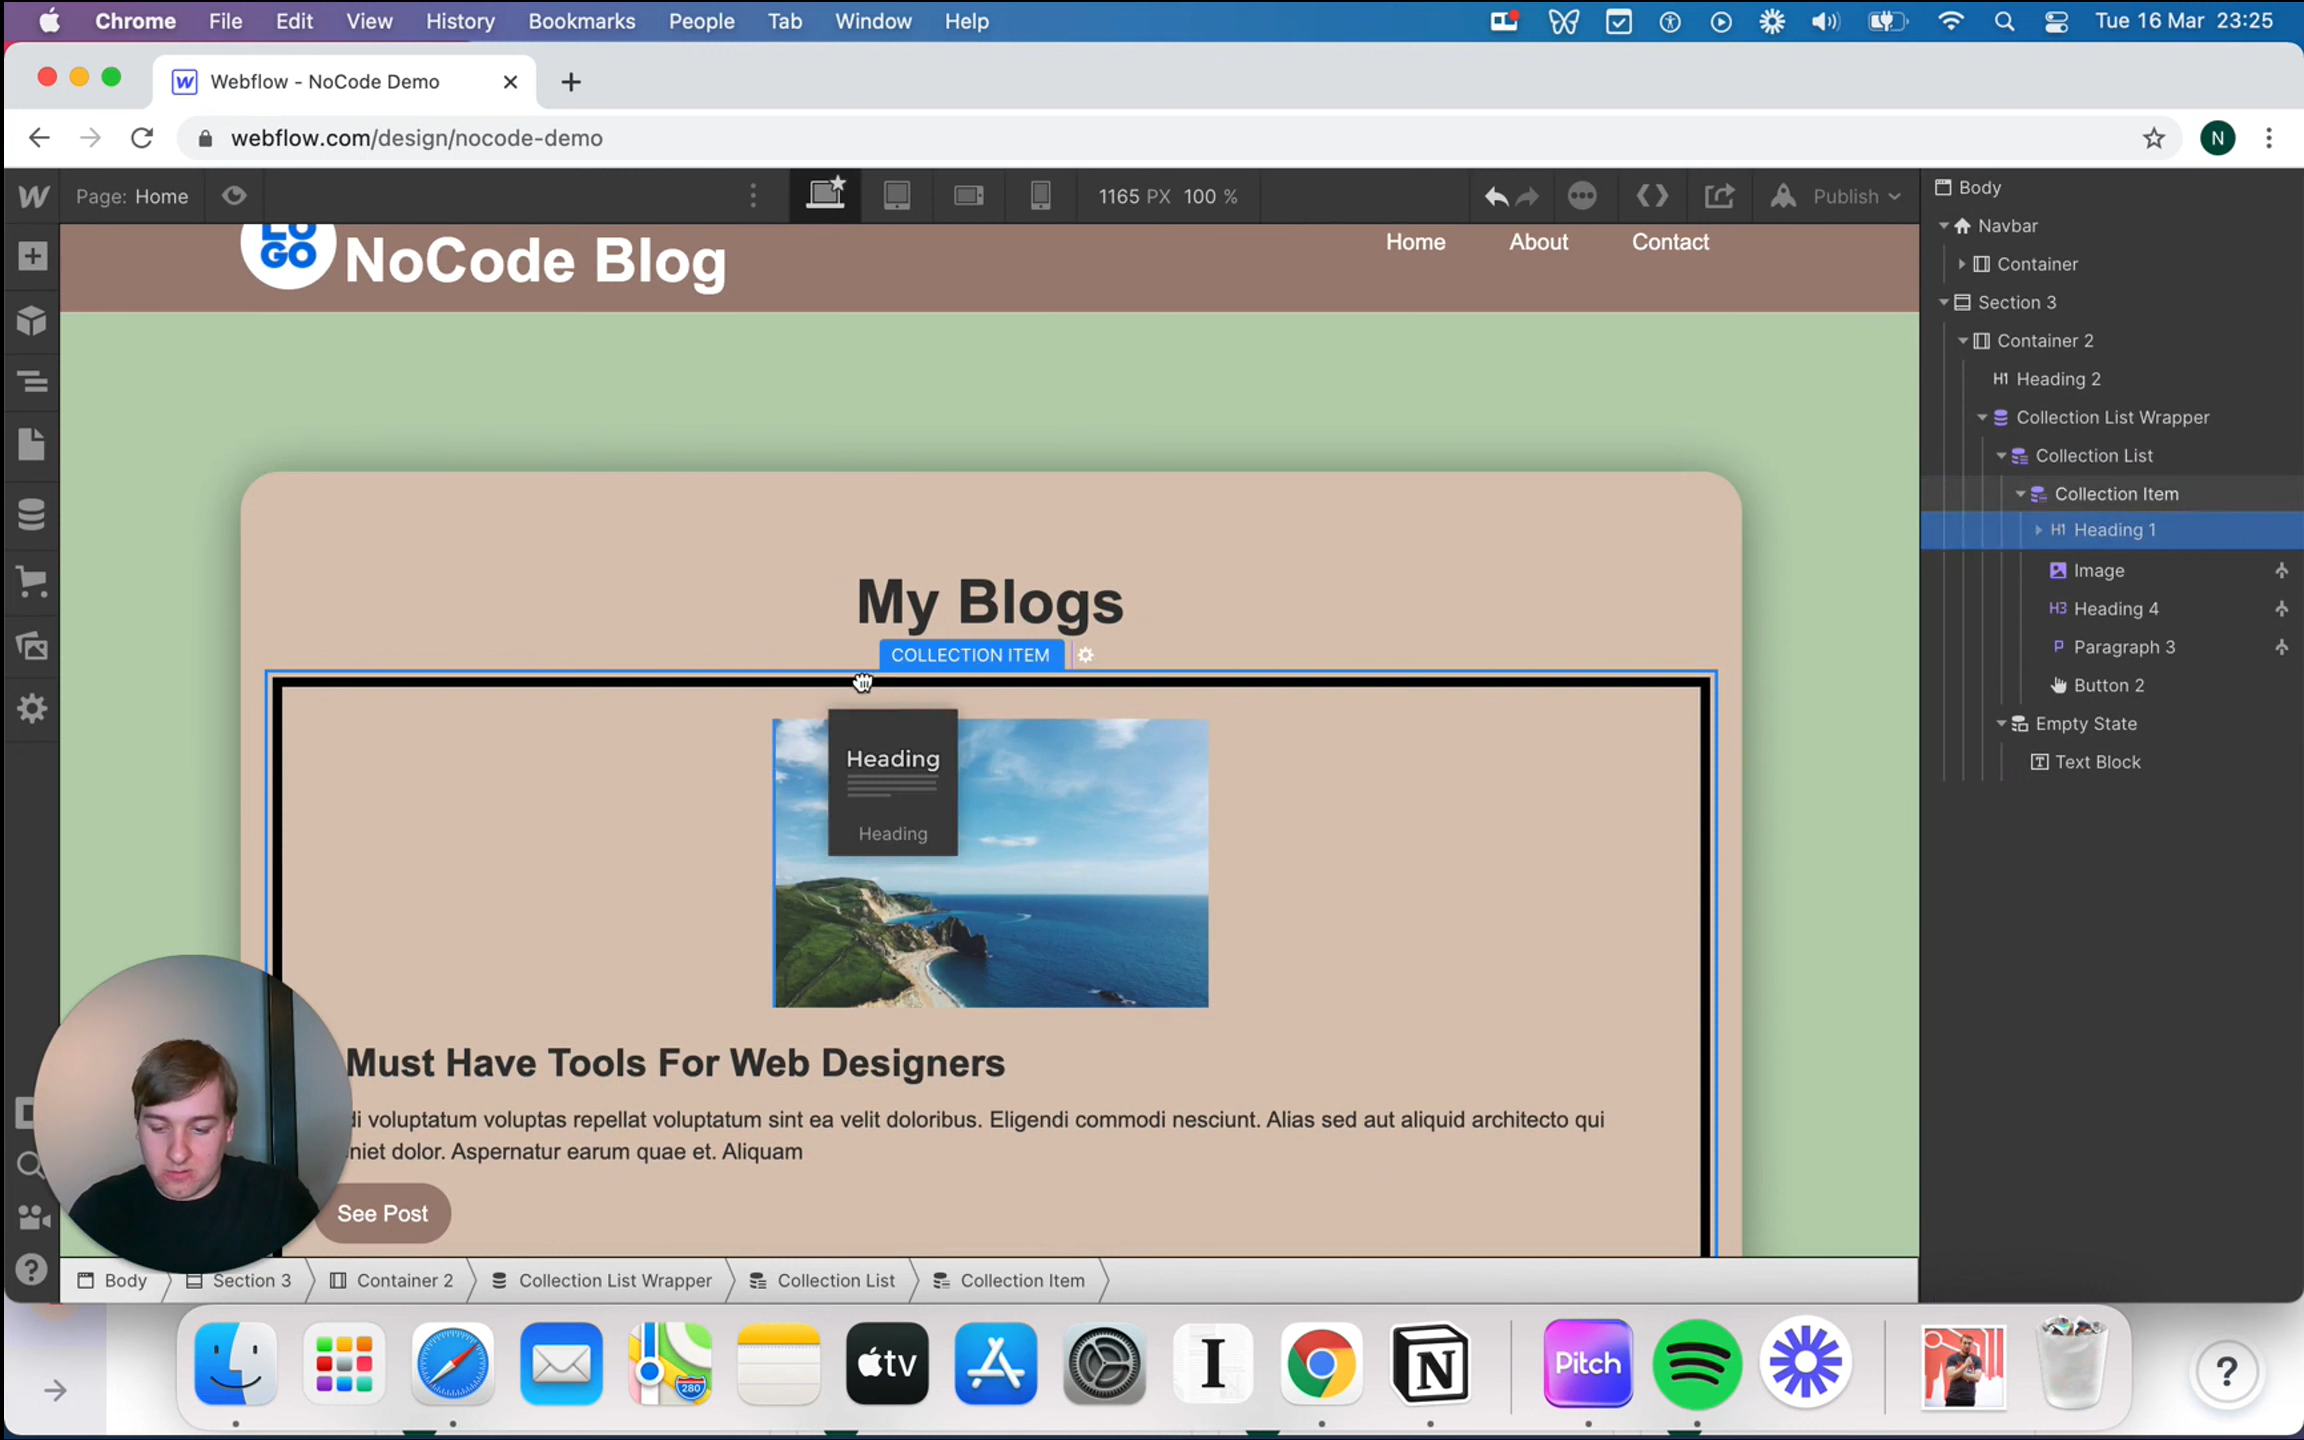 Chrome File Edit View History Bookmarks People Tab Window Help Tue 16 Mar 23:25
W Webflow - NoCode Demo
webflow.com/design/nocode-demo N
W Page: Home 1165 PX 100 % Publish
LOGO
NoCode Blog
Home About Contact
My Blogs
COLLECTION ITEM
Heading
Heading
Must Have Tools For Web Designers
di voluptatum voluptas repellat voluptatum sint ea velit doloribus. Eligendi commodi nesciunt. Alias sed aut aliquid architecto qui
niet dolor. Aspernatur earum quae et. Aliquam
See Post
Body Section 3 Container 2 Collection List Wrapper Collection List Collection Item
Body
Navbar
Container
Section 3
Container 2
H1 Heading 2
Collection List Wrapper
Collection List
Collection Item
H1 Heading 1
Image
H3 Heading 4
P Paragraph 3
Button 2
Empty State
T Text Block
280 tv I N Pitch ?